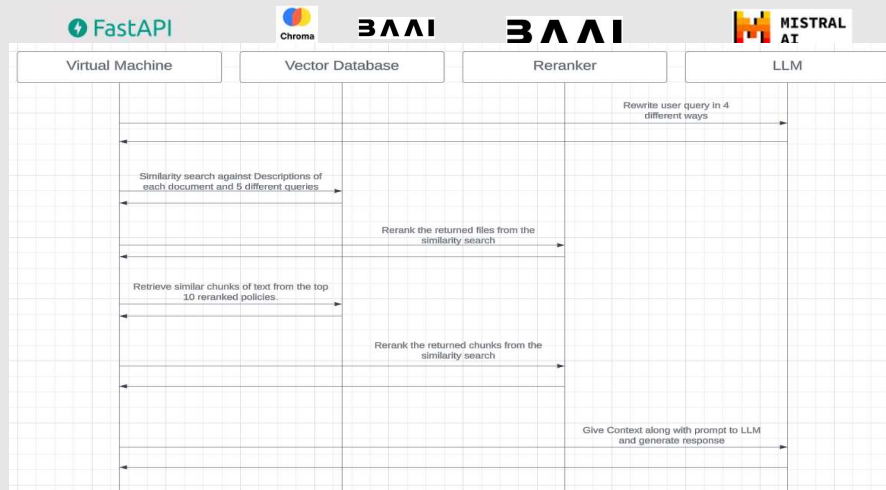 FastAPI
Chroma
BAAI
BAAI
MISTRAL
AI
Virtual Machine
Vector Database
Reranker
LLM
Rewrite user query in 4
different ways
Similarity search against Descriptions of
each document and 5 different queries
Rerank the returned files from the
similarity search
Retrieve similar chunks of text from the top
10 reranked policies.
Rerank the returned chunks from the
similarity search
Give Context along with prompt to LLM
and generate response